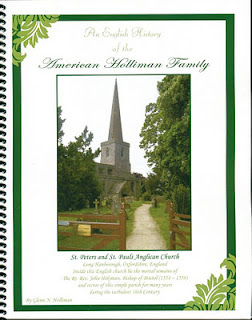 An English History
of the
American Holliman Family
St. Peters and St. Pauls Anglican Church
Long Hanborough, Oxfordshire, England
Inside this English church lie the mortal remains of
The Rt. Rev. John Holyman, Bishop of Bristol (1554 - 1558)
and rector of this simple parish for many years
during the turbulent 16th Century
By Glenn N. Holliman